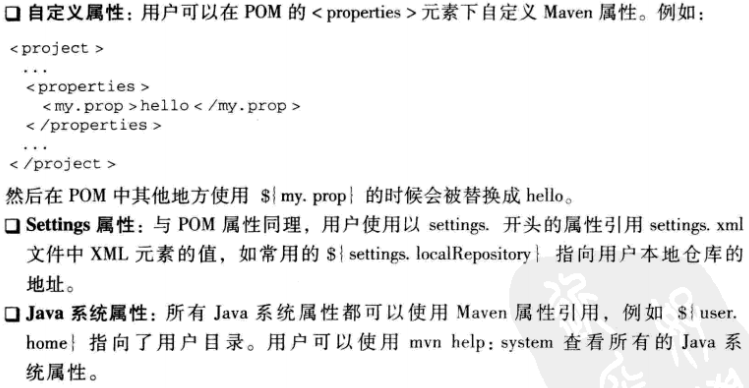 ❑ 自定义属性：用户可以在 POM 的 < properties > 元素下自定义 Maven 属性。例如：
< project >
...
< properties >
< my.prop > hello < /my.prop >
< /properties >
...
< /project >
然后在 POM 中其他地方使用 ${my. prop} 的时候会被替换成 hello。
❑ Settings 属性：与 POM 属性同理，用户使用以 settings. 开头的属性引用 settings. xml
文件中 XML 元素的值，如常用的 ${settings. localRepository} 指向用户本地仓库的
地址。
❑ Java 系统属性：所有 Java 系统属性都可以使用 Maven 属性引用，例如 ${user.
home} 指向了用户目录。用户可以使用 mvn help: system 查看所有的 Java 系
统属性。